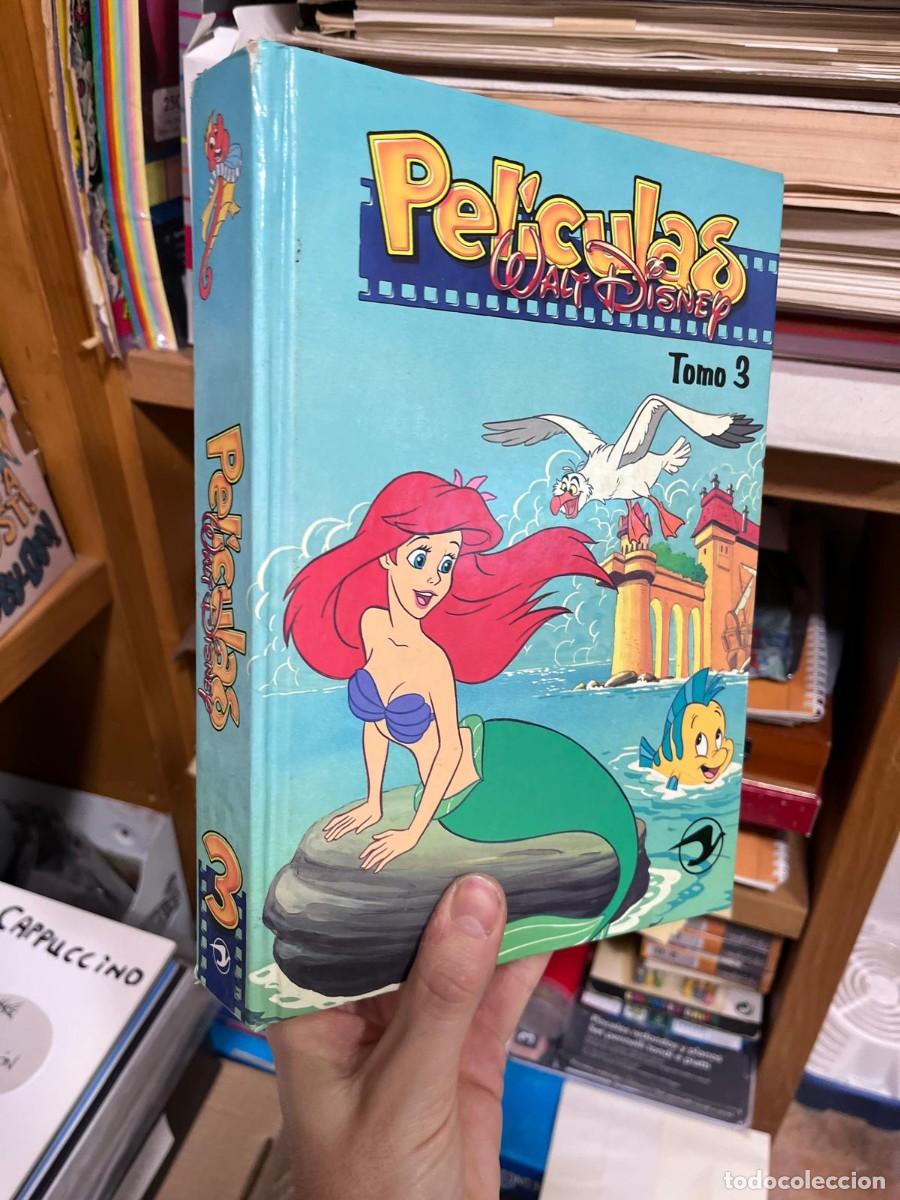 Películas
WALT DISNEY
Tomo 3
Películas
WALT DISNEY
3
CAPPUCCINO
todocoleccion